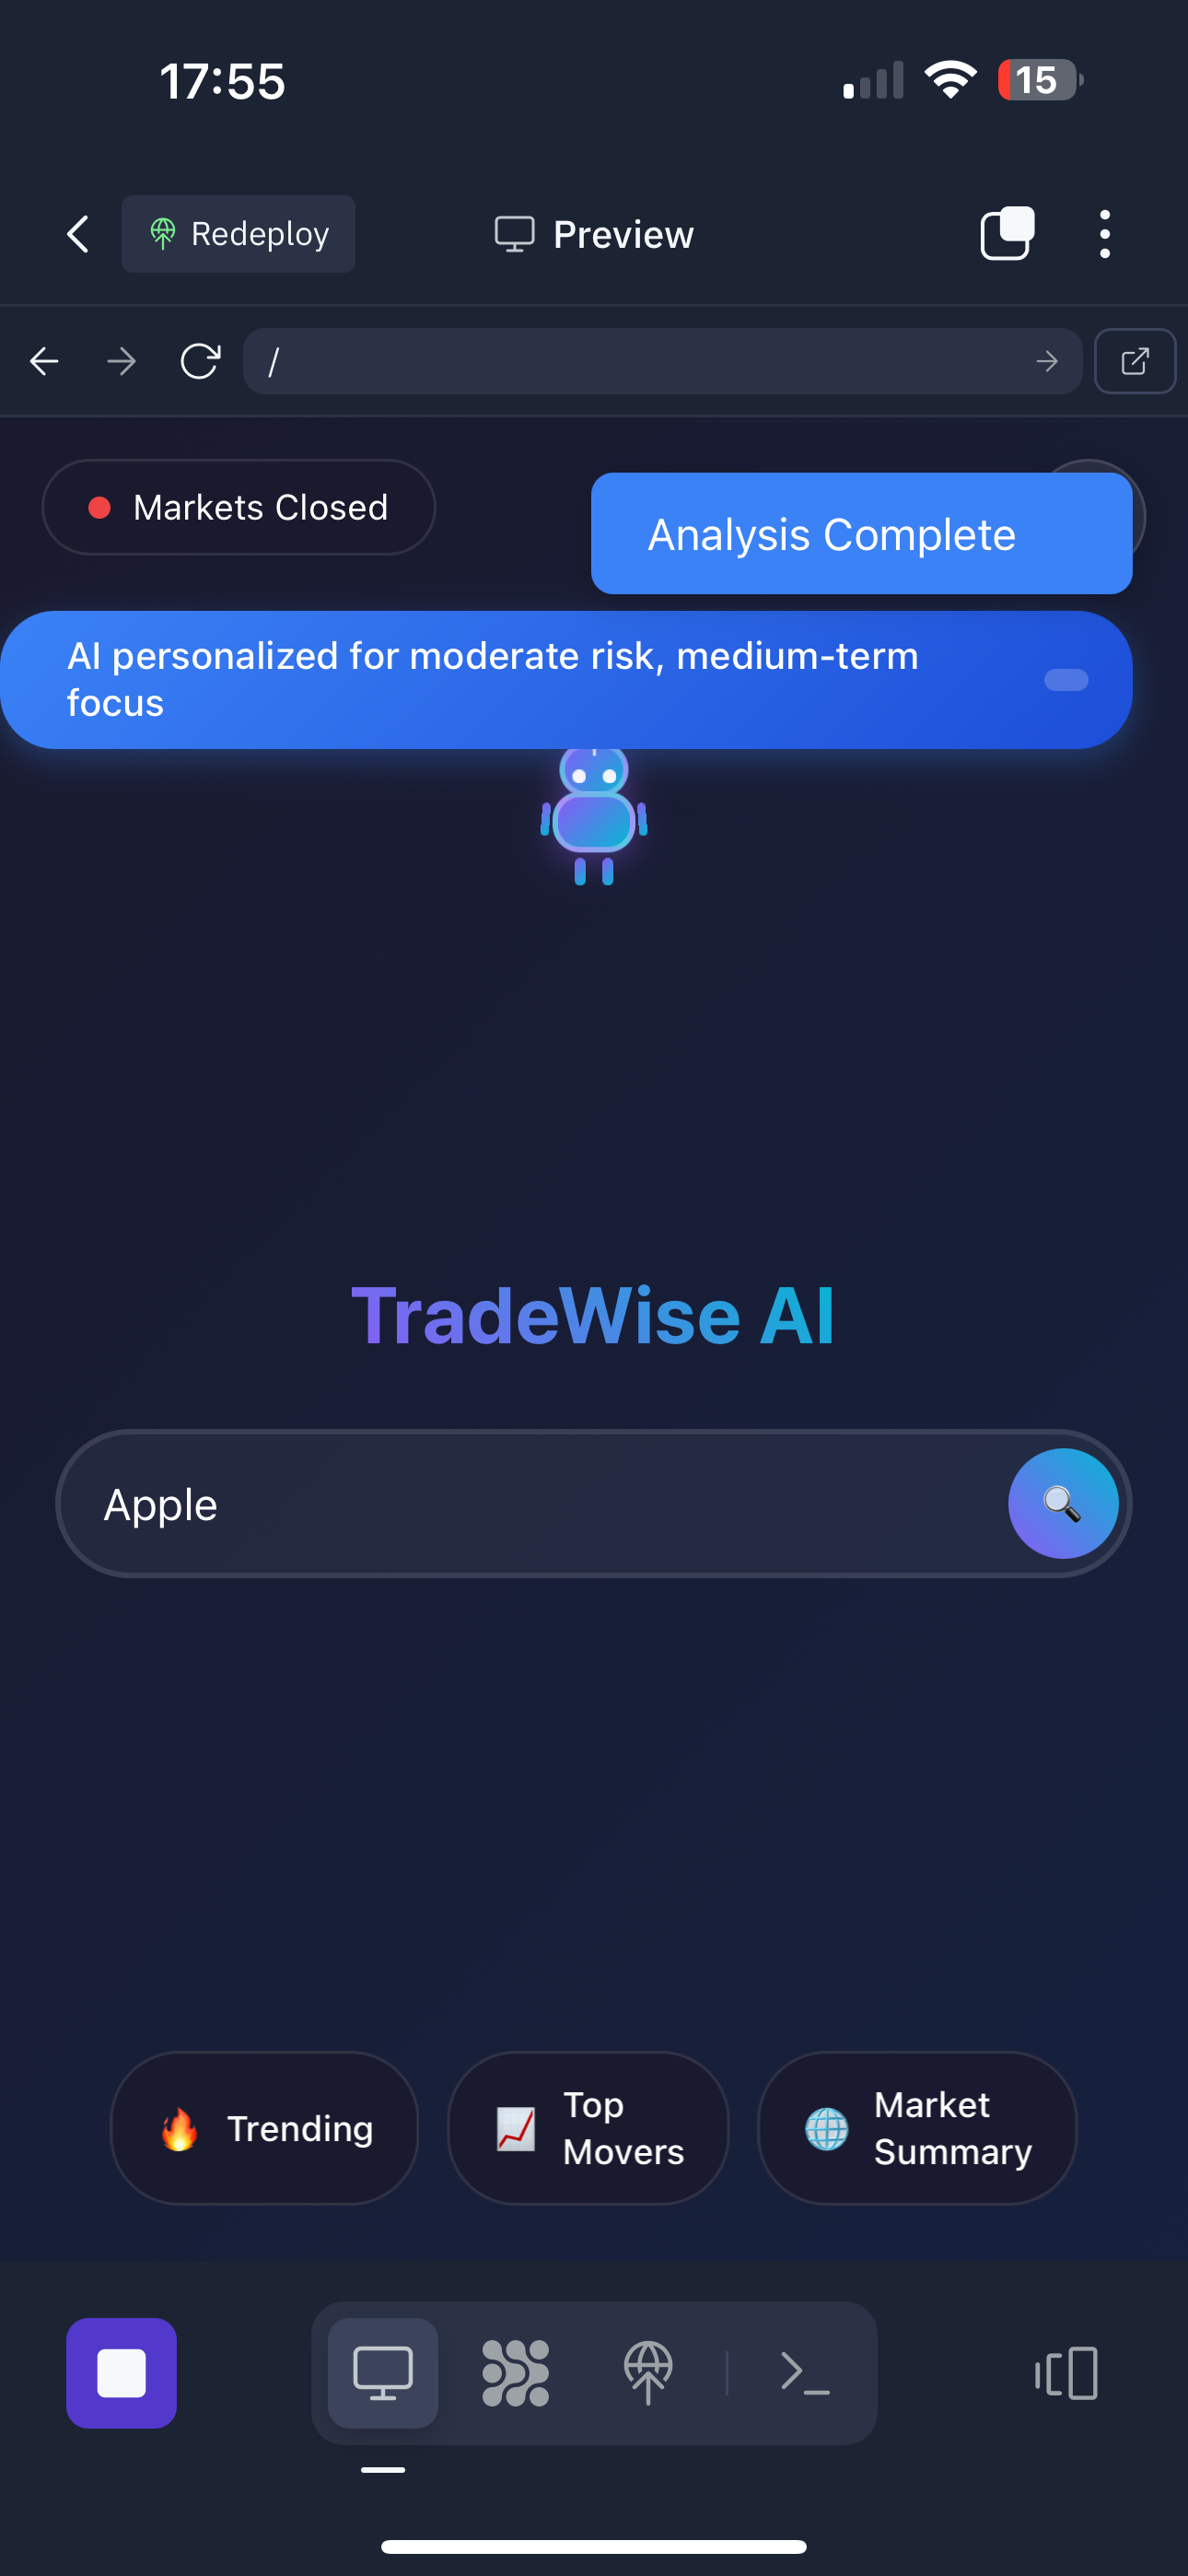 17:55
15
Redeploy
Preview
/
Markets Closed
Analysis Complete
AI personalized for moderate risk, medium-term
focus
TradeWise AI
Apple
Trending
Top
Movers
Market
Summary